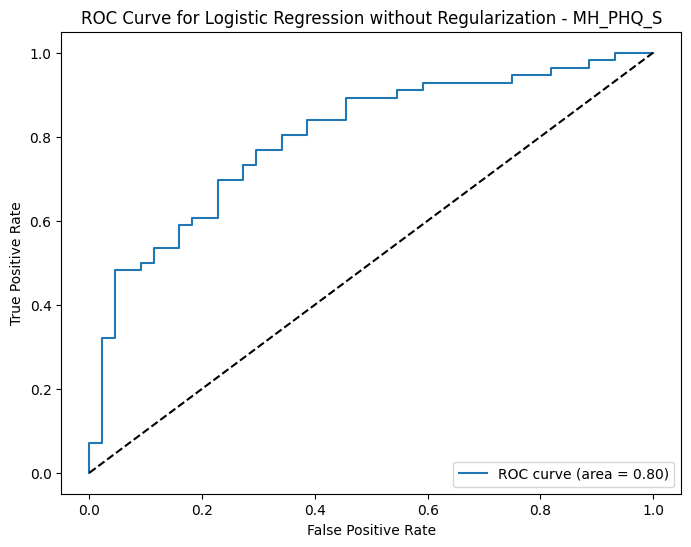 ROC Curve for Logistic Regression without Regularization - MH_PHQ_S
True Positive Rate
1.0
0.8
0.6
0.4
0.2
0.0
0.0 0.2 0.4 0.6 0.8 1.0
False Positive Rate
ROC curve (area = 0.80)